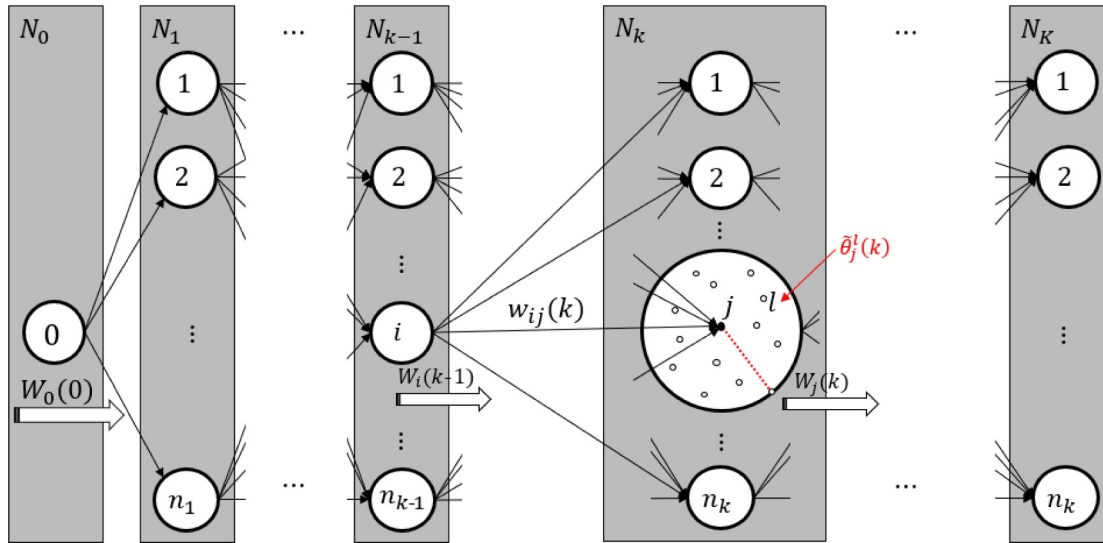 N₀
N₁
⋯
Nₖ₋₁
Nₖ
⋯
N_K
1
1
1
1
2
2
2
2
⋮
⋮
θ̃ⱼˡ(k)
0
⋮
i
wᵢⱼ(k)
j
l
⋮
W₀(0)
Wᵢ(k-1)
Wⱼ(k)
⋮
⋮
n₁
⋯
nₖ₋₁
nₖ
⋯
nₖ